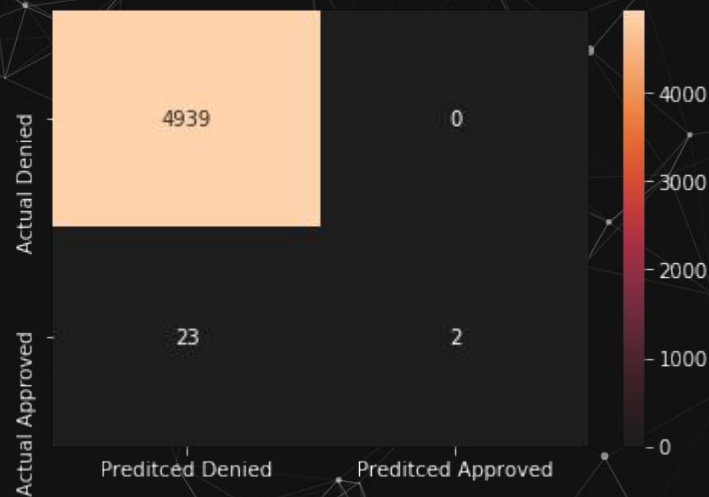 Actual Denied
4939
0
Actual Approved
23
2
Preditced Denied
Preditced Approved
4000
3000
2000
1000
0